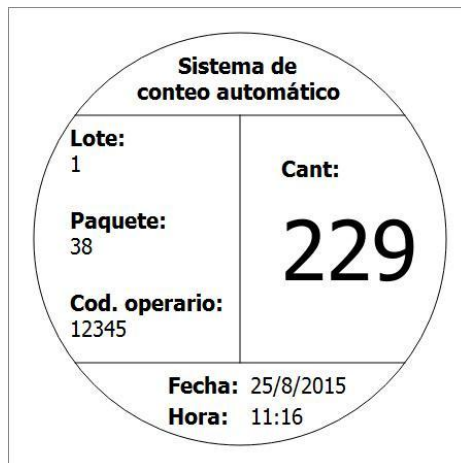 Sistema de
conteo automático
Lote:
1
Paquete:
38
Cod. operario:
12345
Cant:
229
Fecha: 25/8/2015
Hora: 11:16